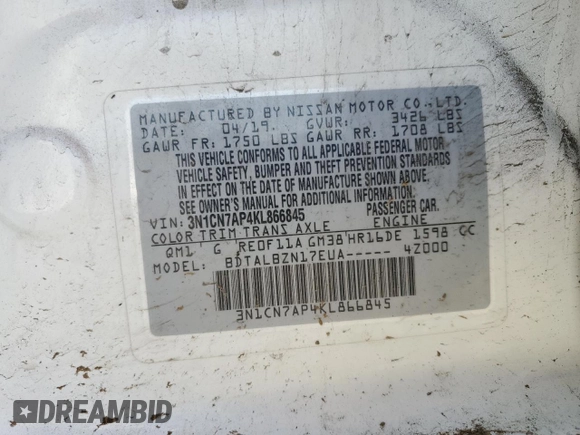 MANUFACTURED BY NISSAN MOTOR CO.,LTD.
DATE: 04/19 GVWR: 3426 LBS
GAWR FR: 1750 LBS GAWR RR: 1708 LBS
THIS VEHICLE CONFORMS TO ALL APPLICABLE FEDERAL MOTOR
VEHICLE SAFETY, BUMPER AND THEFT PREVENTION STANDARDS
IN EFFECT ON THE DATE OF MANUFACTURE SHOWN ABOVE.
SEE OWNER'S MANUAL FOR ADDITIONAL INFORMATION.
VIN: 3N1CN7AP4KL866845 PASSENGER CAR.
COLOR TRIM TRANS AXLE ENGINE
QM1 G RE0F11A GM38 HR16DE 1598 CC
MODEL: BDTALBZN17EUA----- 4Z000
3N1CN7AP4KL866845
DREAMBID